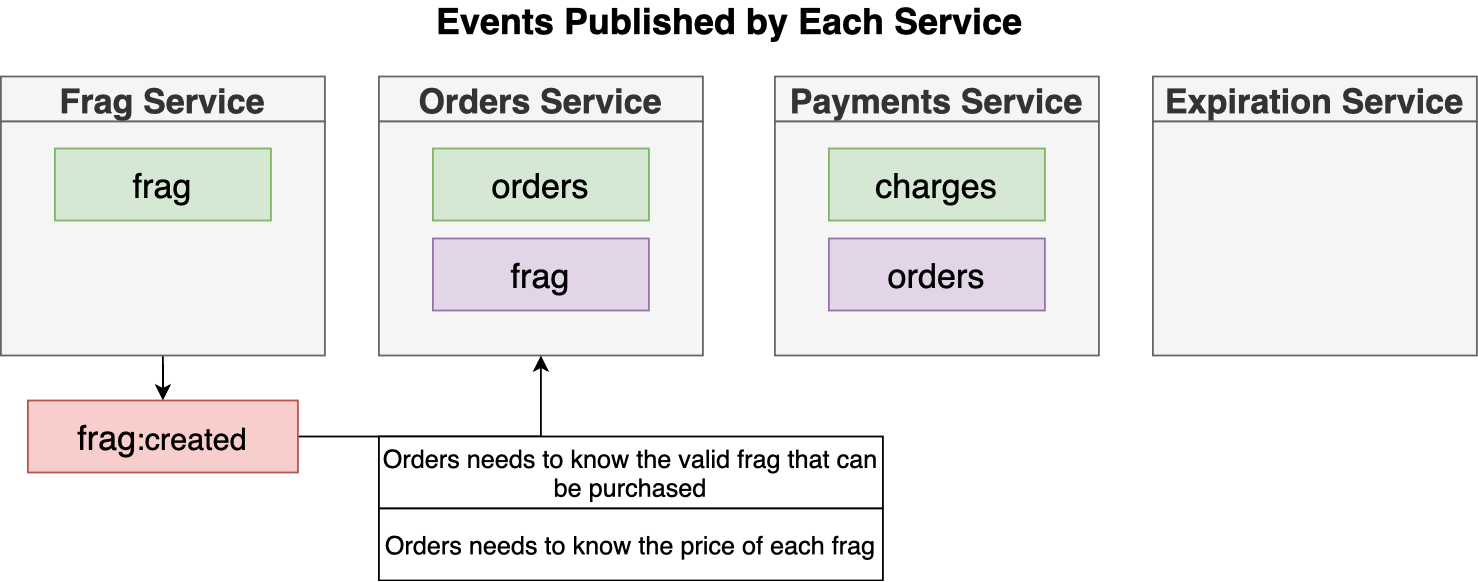 Events Published by Each Service
Frag Service
frag
Orders Service
orders
frag
Payments Service
charges
orders
Expiration Service
frag:created
Orders needs to know the valid frag that can
be purchased
Orders needs to know the price of each frag